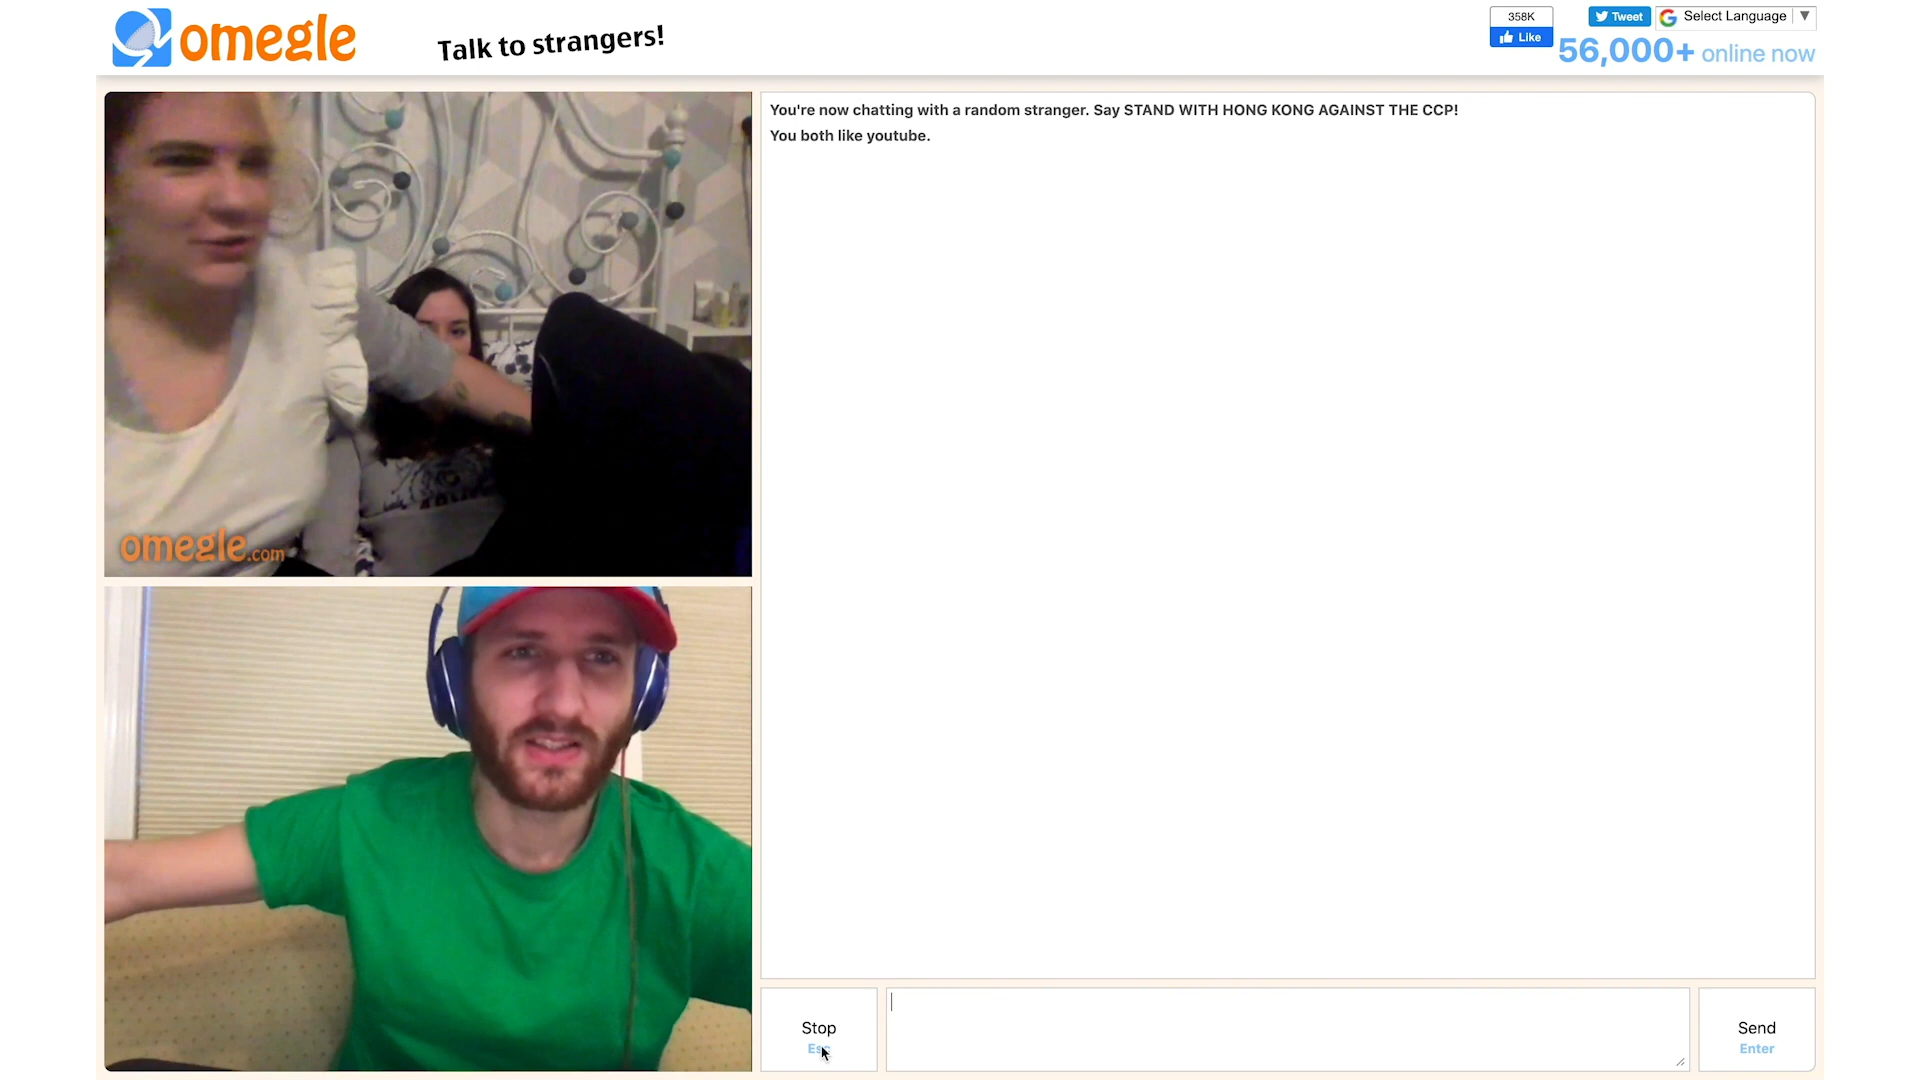 omegle
Talk to strangers!
358K
Like
Tweet
Select Language
56,000+ online now
You're now chatting with a random stranger. Say STAND WITH HONG KONG AGAINST THE CCP!
You both like youtube.
omegle.com
Stop
Esc
Send
Enter